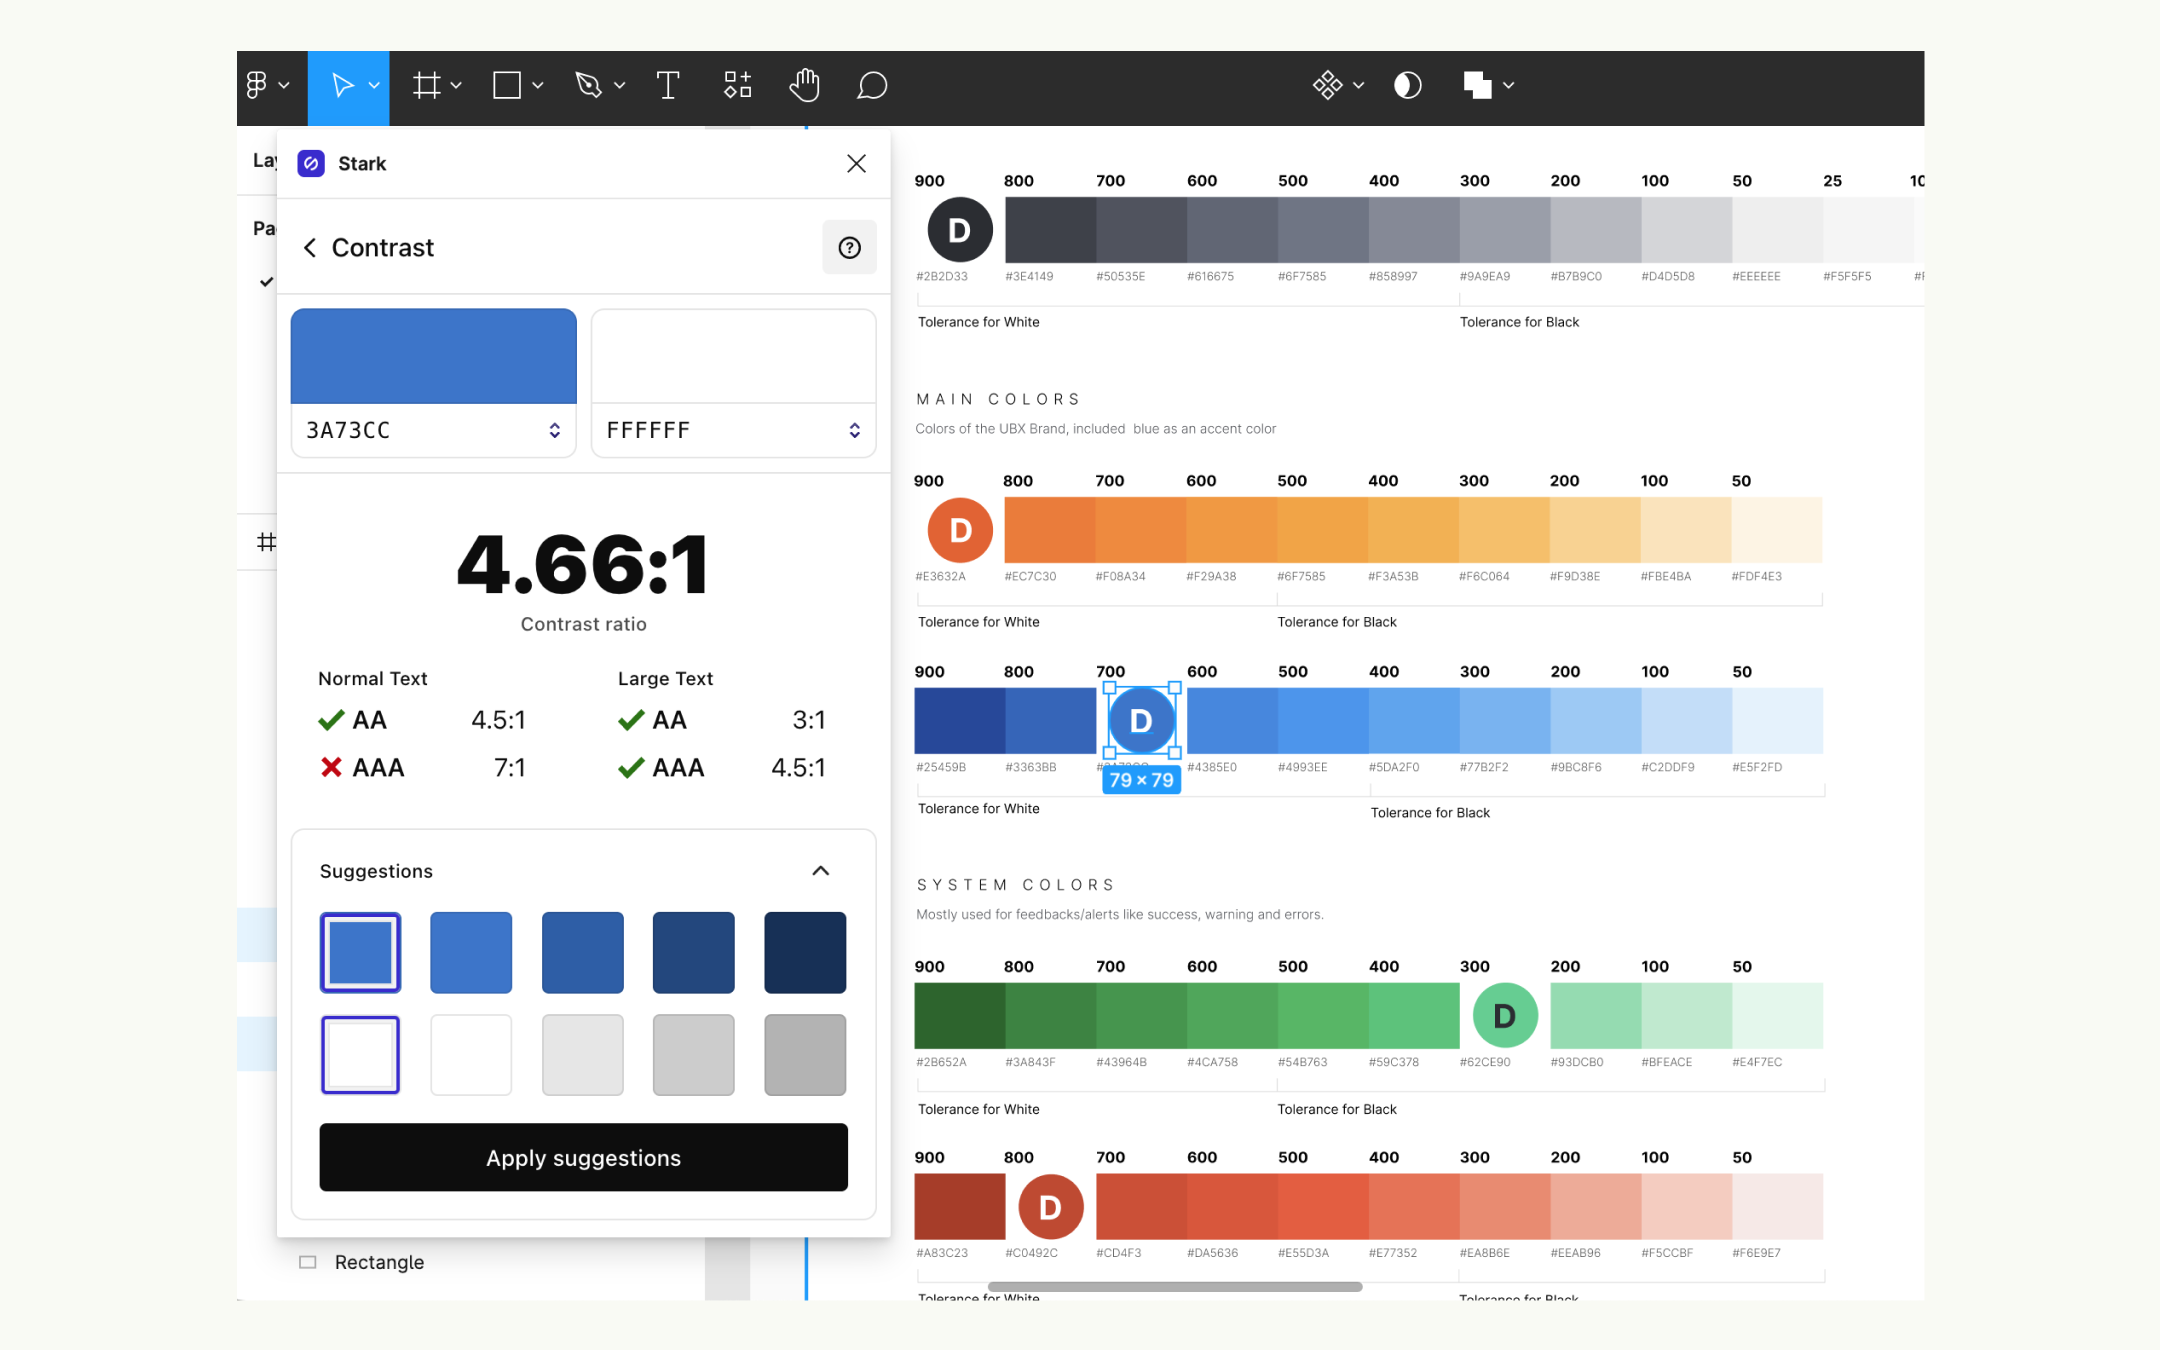 Lay
Stark
Pa
Contrast
3A73CC
FFFFFF
4.66:1
Contrast ratio
Normal Text
Large Text
AA 4.5:1
AA 3:1
AAA 7:1
AAA 4.5:1
Suggestions
Apply suggestions
Rectangle
900 800 700 600 500 400 300 200 100 50 25 10
D
#2B2D33 #3E4149 #50535E #616675 #6F7585 #858997 #9A9EA9 #B7B9C0 #D4D5D8 #EEEEEE #F5F5F5 #F
Tolerance for White Tolerance for Black
MAIN COLORS
Colors of the UBX Brand, included blue as an accent color
900 800 700 600 500 400 300 200 100 50
D
#E3632A #EC7C30 #F08A34 #F29A38 #6F7585 #F3A53B #F6C064 #F9D38E #FBE4BA #FDF4E3
Tolerance for White Tolerance for Black
900 800 700 600 500 400 300 200 100 50
D
#25459B #3363BB #4385E0 #4993EE #5DA2F0 #77B2F2 #9BC8F6 #C2DDF9 #E5F2FD
79 × 79
Tolerance for White Tolerance for Black
SYSTEM COLORS
Mostly used for feedbacks/alerts like success, warning and errors.
900 800 700 600 500 400 300 200 100 50
D
#2B652A #3A843F #43964B #4CA758 #54B763 #59C378 #62CE90 #93DCB0 #BFEACE #E4F7EC
Tolerance for White Tolerance for Black
900 800 700 600 500 400 300 200 100 50
D
#A83C23 #C0492C #CD4F3 #DA5636 #E55D3A #E77352 #EA8B6E #EEAB96 #F5CCBF #F6E9E7
Tolerance for White Tolerance for Black